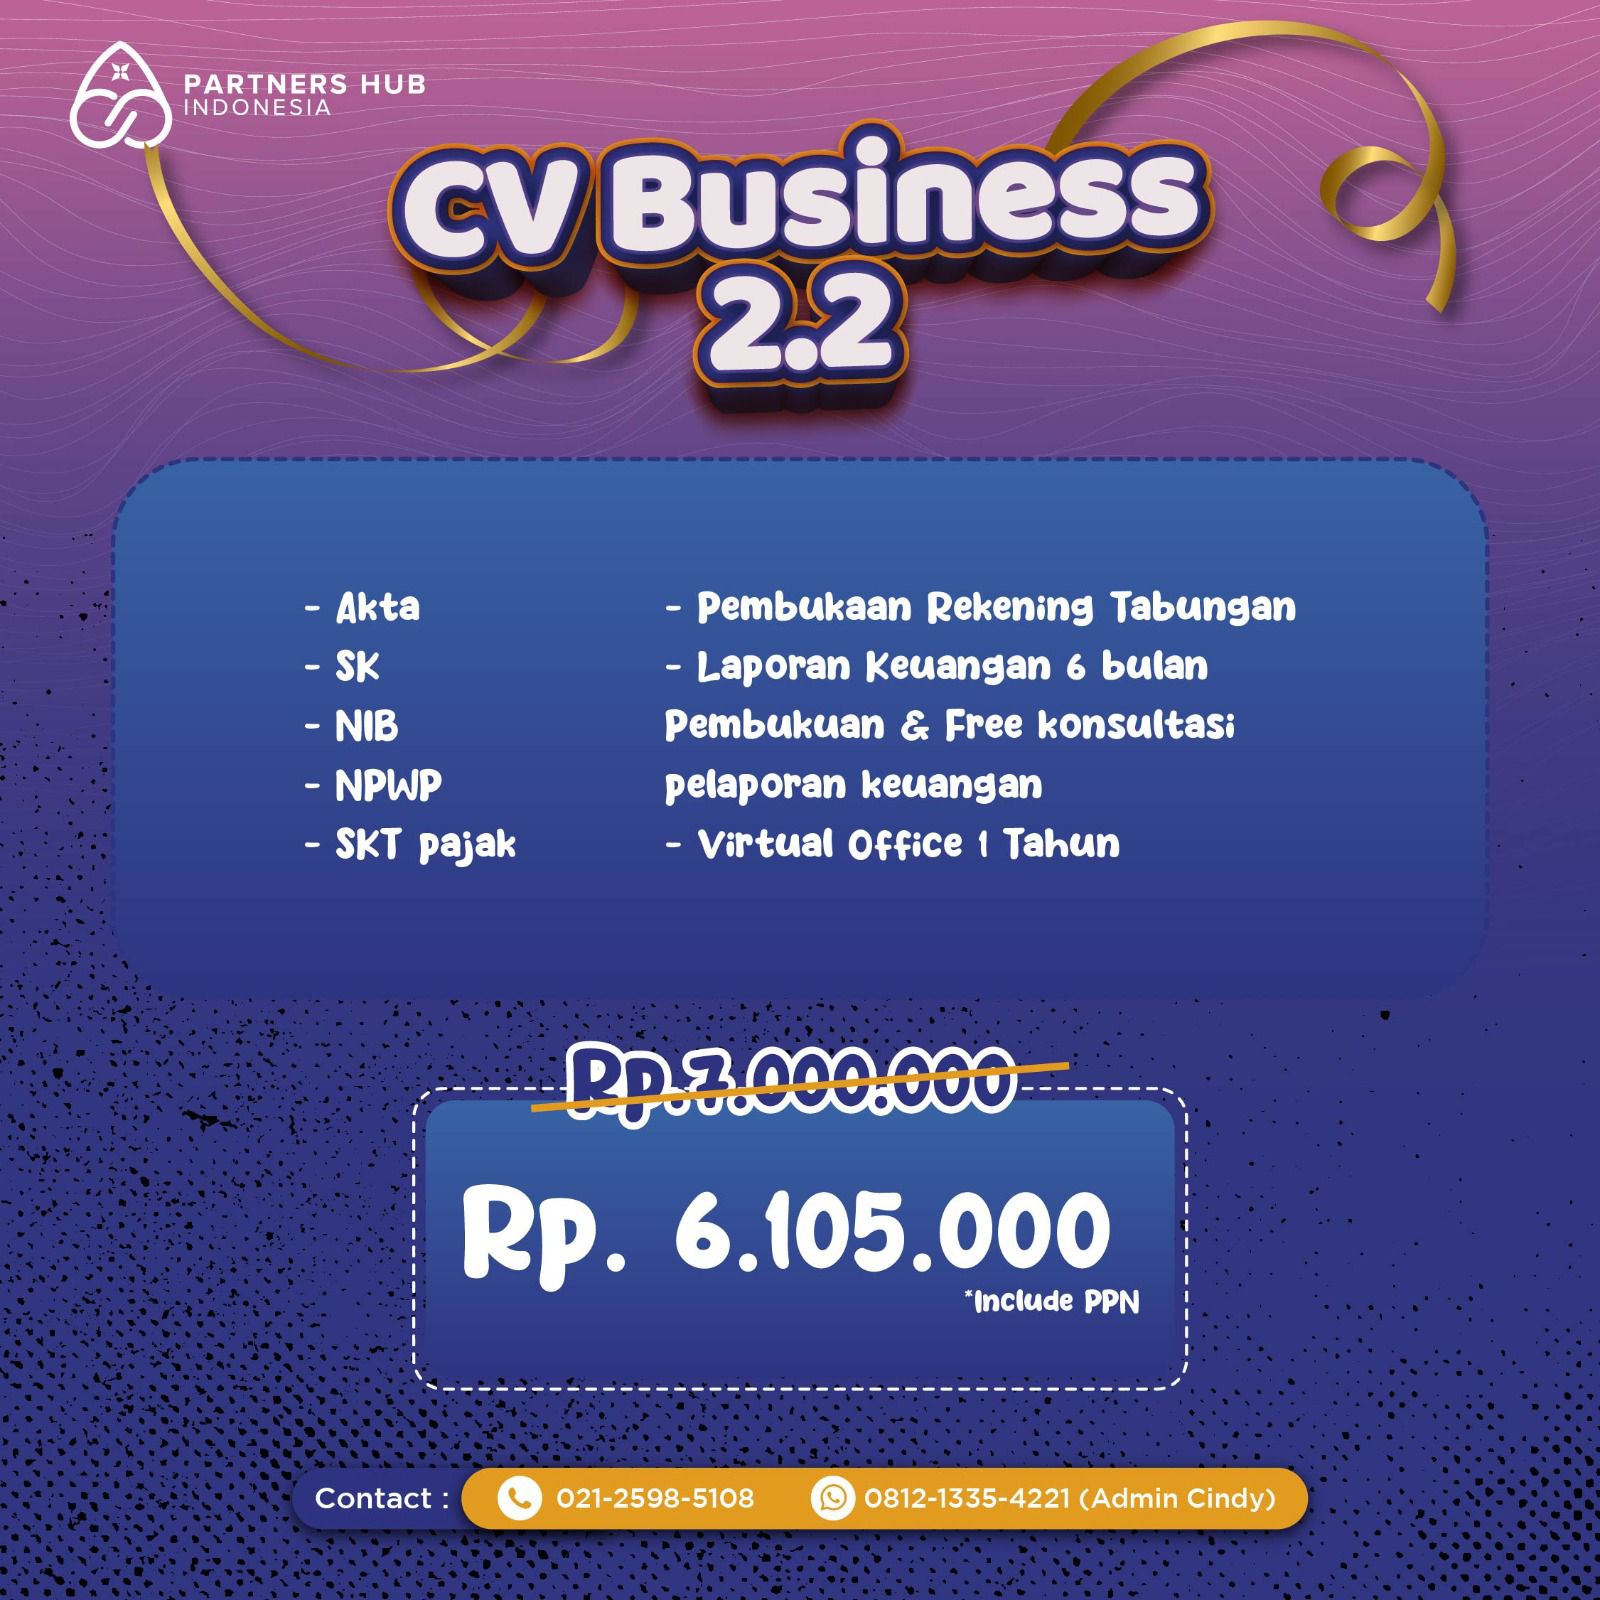 PARTNERS HUB
INDONESIA
CV Business
2.2
- Akta
- SK
- NIB
- NPWP
- SKT pajak
- Pembukaan Rekening Tabungan
- Laporan Keuangan 6 bulan
Pembukuan & Free konsultasi
pelaporan keuangan
- Virtual Office 1 Tahun
Rp.7.000.000
Rp. 6.105.000
*Include PPN
Contact : 021-2598-5108 0812-1335-4221 (Admin Cindy)